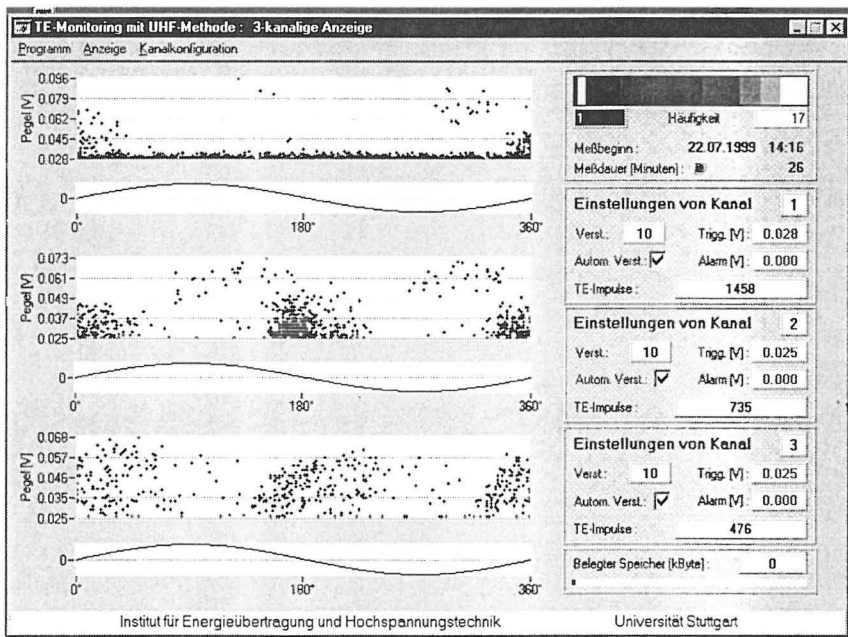 TE-Monitoring mit UHF-Methode : 3-kanalige Anzeige
Programm Anzeige Kanalkonfiguration
Pegel [V]
0.096
0.079
0.062
0.045
0.028
0
0° 180° 360°
Pegel [V]
0.073
0.061
0.049
0.037
0.025
0
0° 180° 360°
Pegel [V]
0.068
0.057
0.046
0.035
0.025
0
0° 180° 360°
1 Häufigkeit 17
Meßbeginn : 22.07.1999 14:16
Meßdauer [Minuten] : 26
Einstellungen von Kanal 1
Verst.: 10 Trigg. [V]: 0.028
Autom. Verst.: Alarm [V]: 0.000
TE-Impulse : 1458
Einstellungen von Kanal 2
Verst.: 10 Trigg. [V]: 0.025
Autom. Verst.: Alarm [V]: 0.000
TE-Impulse : 735
Einstellungen von Kanal 3
Verst.: 10 Trigg. [V]: 0.025
Autom. Verst.: Alarm [V]: 0.000
TE-Impulse : 476
Belegter Speicher [kByte] : 0
Institut für Energieübertragung und Hochspannungstechnik Universität Stuttgart